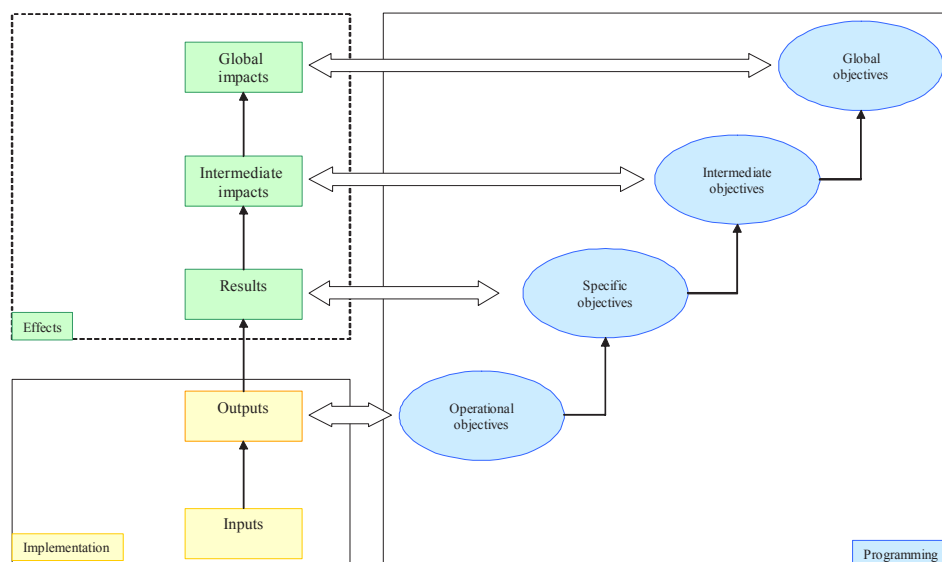 Global
impacts
Global
objectives
Intermediate
impacts
Intermediate
objectives
Results
Specific
objectives
Effects
Outputs
Operational
objectives
Inputs
Implementation
Programming